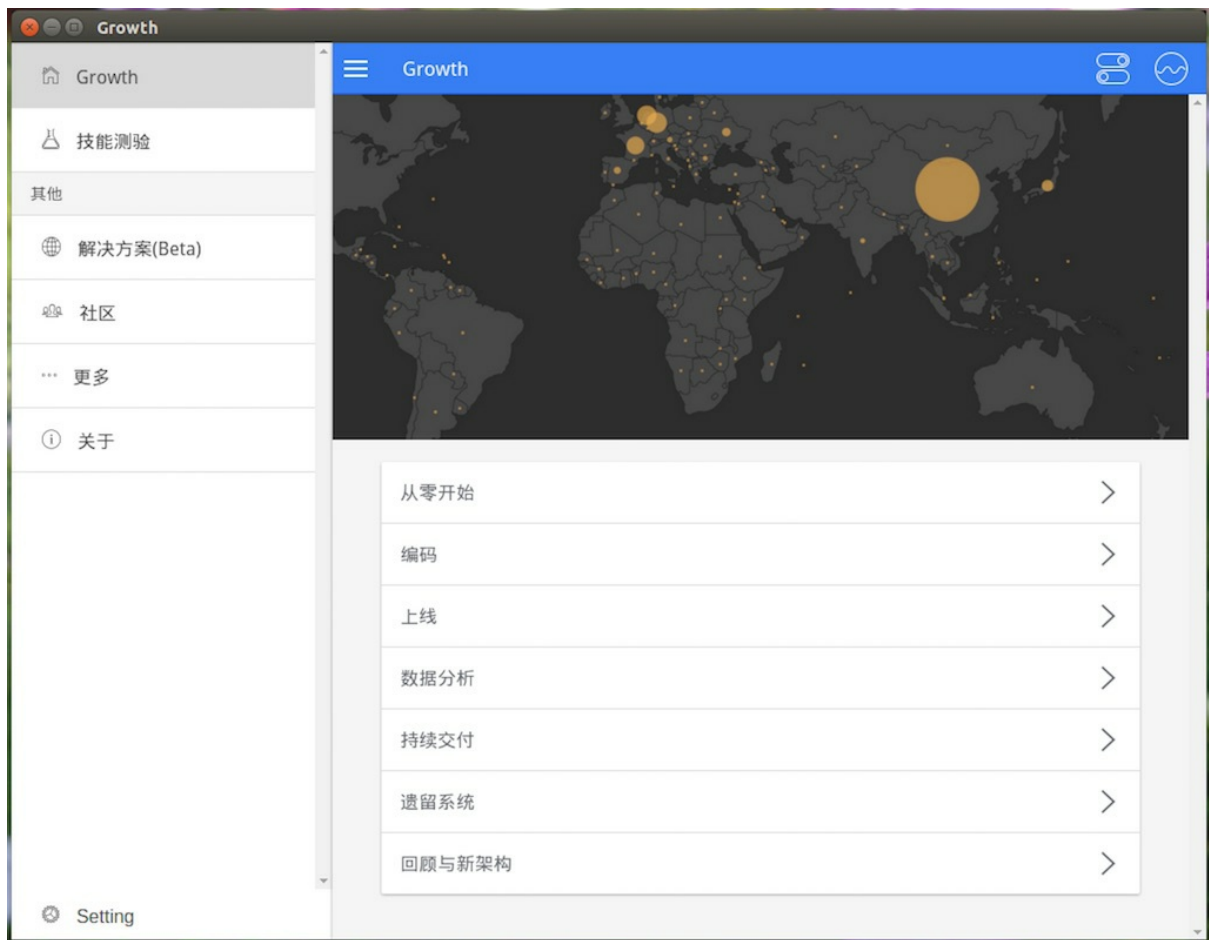 Growth
Growth
技能测验
其他
解决方案(Beta)
社区
更多
关于
Setting
Growth
从零开始
编码
上线
数据分析
持续交付
遗留系统
回顾与新架构